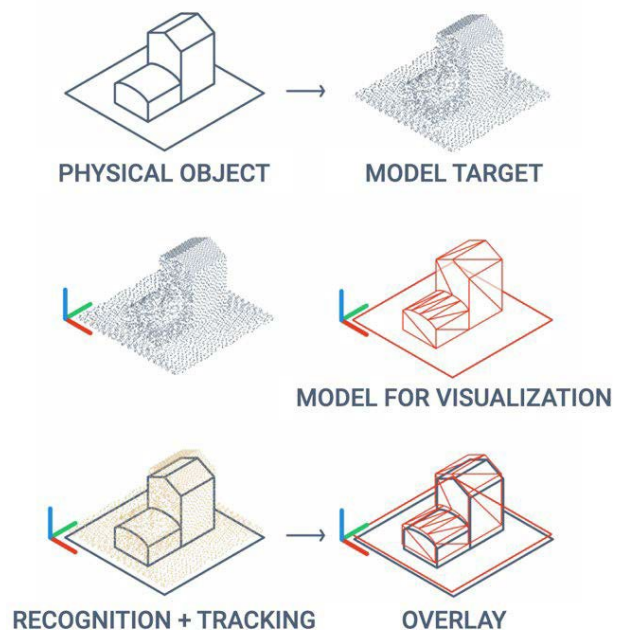 PHYSICAL OBJECT
MODEL TARGET
MODEL FOR VISUALIZATION
RECOGNITION + TRACKING
OVERLAY